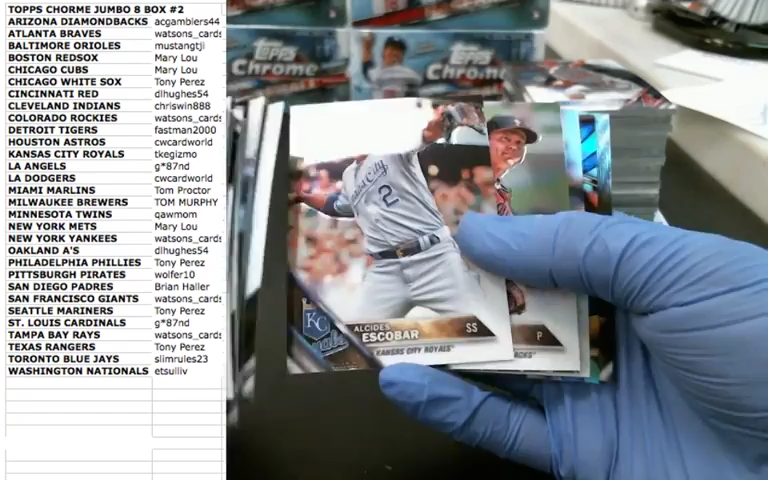 TOPPS CHORME JUMBO 8 BOX #2
ARIZONA DIAMONDBACKS acgamblers44
ATLANTA BRAVES watsons_cards
BALTIMORE ORIOLES mustangtji
BOSTON REDSOX Mary Lou
CHICAGO CUBS Mary Lou
CHICAGO WHITE SOX Tony Perez
CINCINNATI RED dlhughes54
CLEVELAND INDIANS chriswin888
COLORADO ROCKIES watsons_cards
DETROIT TIGERS fastman2000
HOUSTON ASTROS cwcardworld
KANSAS CITY ROYALS tkegizmo
LA ANGELS g*87nd
LA DODGERS cwcardworld
MIAMI MARLINS Tom Proctor
MILWAUKEE BREWERS TOM MURPHY
MINNESOTA TWINS qawmom
NEW YORK METS Mary Lou
NEW YORK YANKEES watsons_cards
OAKLAND A'S dlhughes54
PHILADELPHIA PHILLIES Tony Perez
PITTSBURGH PIRATES wolfer10
SAN DIEGO PADRES Brian Haller
SAN FRANCISCO GIANTS watsons_cards
SEATTLE MARINERS Tony Perez
ST. LOUIS CARDINALS g*87nd
TAMPA BAY RAYS watsons_cards
TEXAS RANGERS Tony Perez
TORONTO BLUE JAYS slimrules23
WASHINGTON NATIONALS etsulliv
TOPPS Chrome
TOPPS Chrome
2
KC
ALCIDES
ESCOBAR SS
KANSAS CITY ROYALS
P